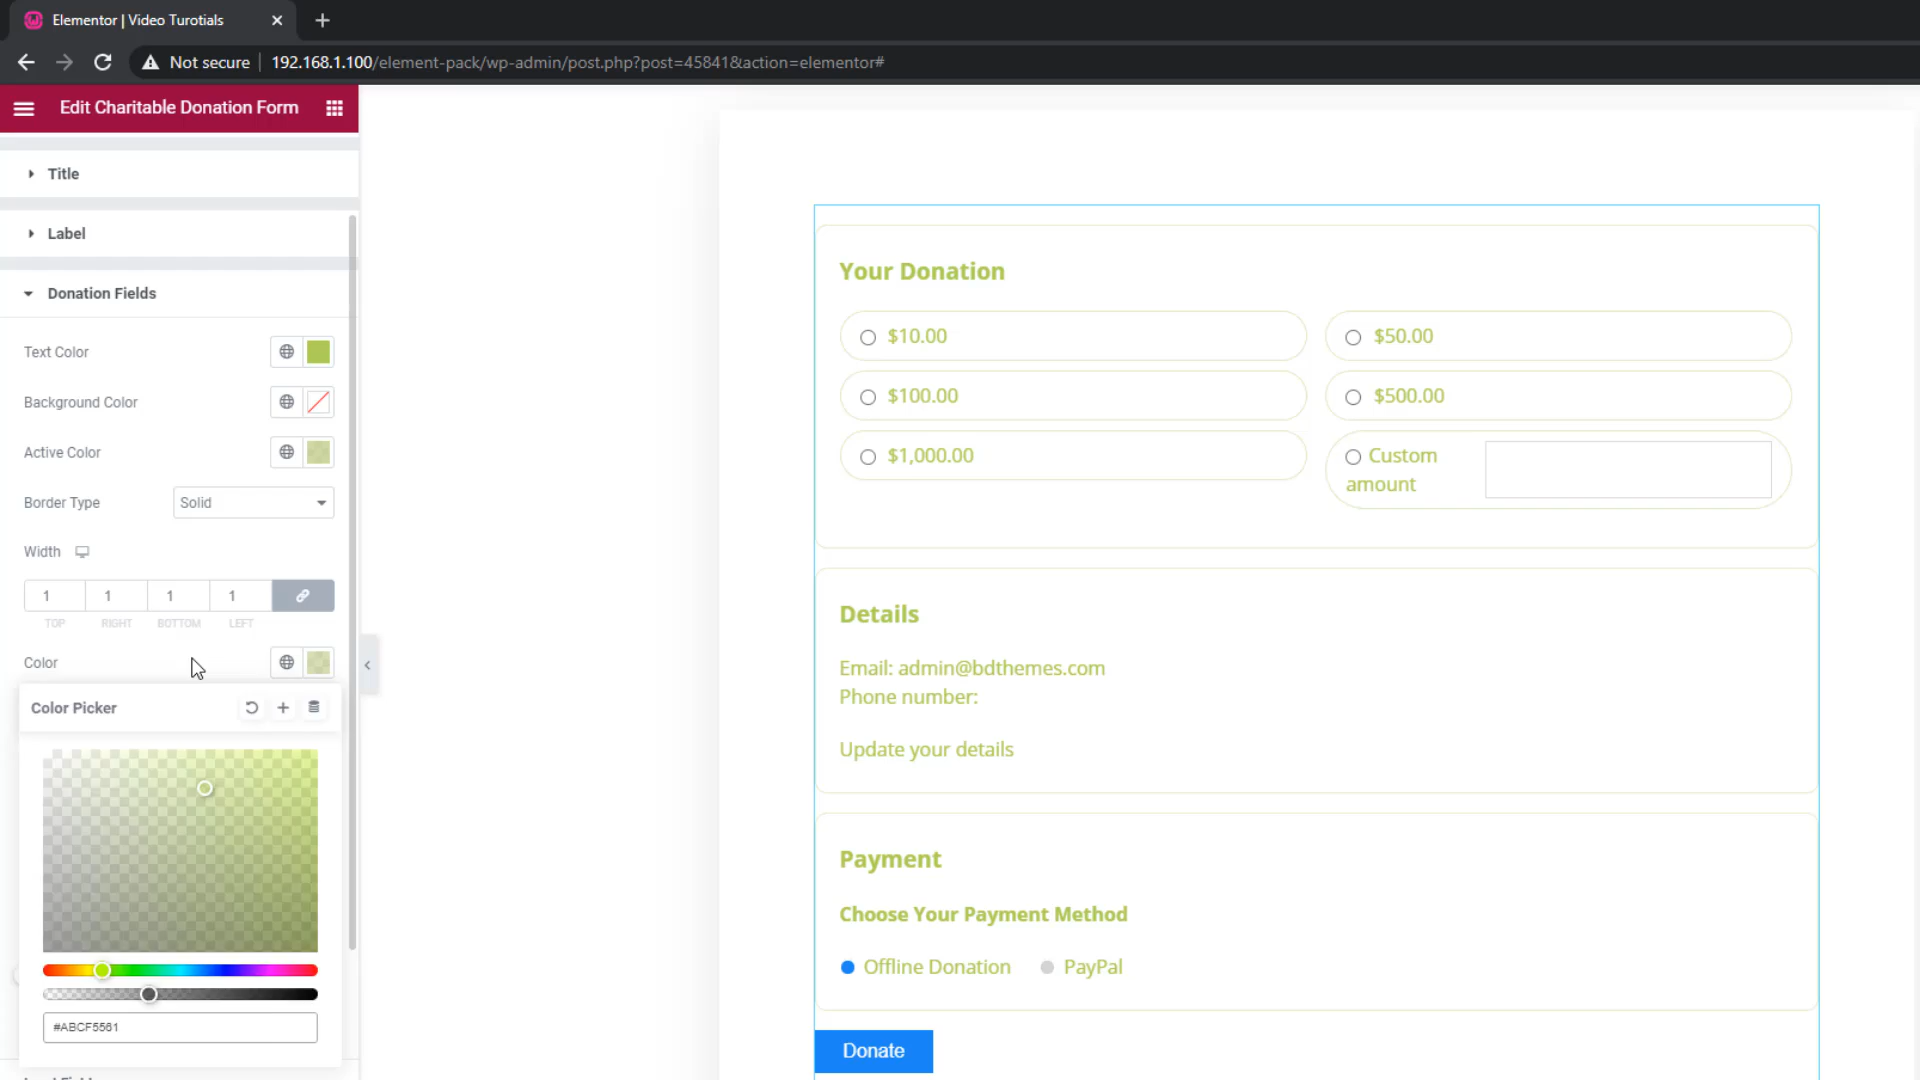 Elementor | Video Turotials
Not secure
192.168.1.100/element-pack/wp-admin/post.php?post=45841&action=elementor#
Edit Charitable Donation Form
Title
Label
Donation Fields
Text Color
Background Color
Active Color
Border Type
Solid
Width
1 1 1 1
TOP RIGHT BOTTOM LEFT
Color
Color Picker
#ABCF5561
Your Donation
$10.00
$50.00
$100.00
$500.00
$1,000.00
Custom
amount
Details
Email: admin@bdthemes.com
Phone number:
Update your details
Payment
Choose Your Payment Method
Offline Donation
PayPal
Donate